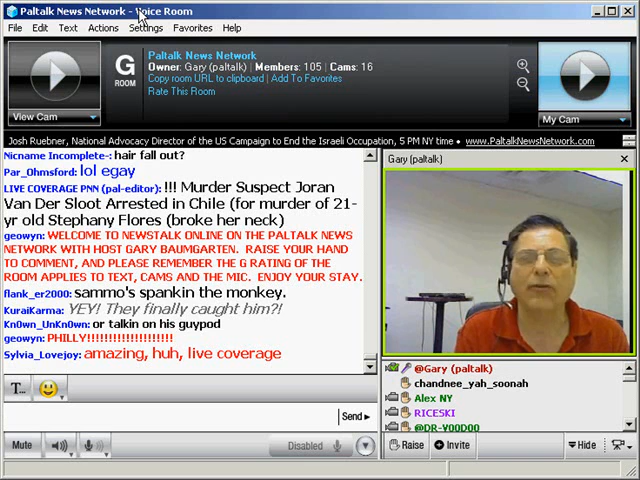 Paltalk News Network - Voice Room
File Edit Text Actions Settings Favorites Help
Paltalk News Network
Owner: Gary (paltalk) | Members: 105 | Cams: 16
Copy room URL to clipboard | Add To Favorites
Rate This Room
G
ROOM
View Cam
My Cam
Josh Ruebner, National Advocacy Director of the US Campaign to End the Israeli Occupation, 5 PM NY time • www.PaltalkNewsNetwork.com
Nicname Incomplete-: hair fall out?
Par_Ohmsford: lol egay
LIVE COVERAGE PNN (pal-editor): !!! Murder Suspect Joran
Van Der Sloot Arrested in Chile (for murder of 21-
yr old Stephany Flores (broke her neck)
geowyn: WELCOME TO NEWSTALK ONLINE ON THE PALTALK NEWS
NETWORK WITH HOST GARY BAUMGARTEN. RAISE YOUR HAND
TO COMMENT, AND PLEASE REMEMBER THE G RATING OF THE
ROOM APPLIES TO TEXT, CAMS AND THE MIC. ENJOY YOUR STAY.
flank_er2000: sammo's spankin the monkey.
KuraiKarma: YEY! They finally caught him?!
Kn0wn_UnKn0wn: or talkin on his guypod
geowyn: PHILLY!!!!!!!!!!!!!!!!!!!!!
Sylvia_Lovejoy: amazing, huh, live coverage
Gary (paltalk)
@Gary (paltalk)
chandnee_yah_soonah
Alex NY
RICESKI
@DR-V00D00
T...
Send
Mute
Disabled
Raise Invite Hide